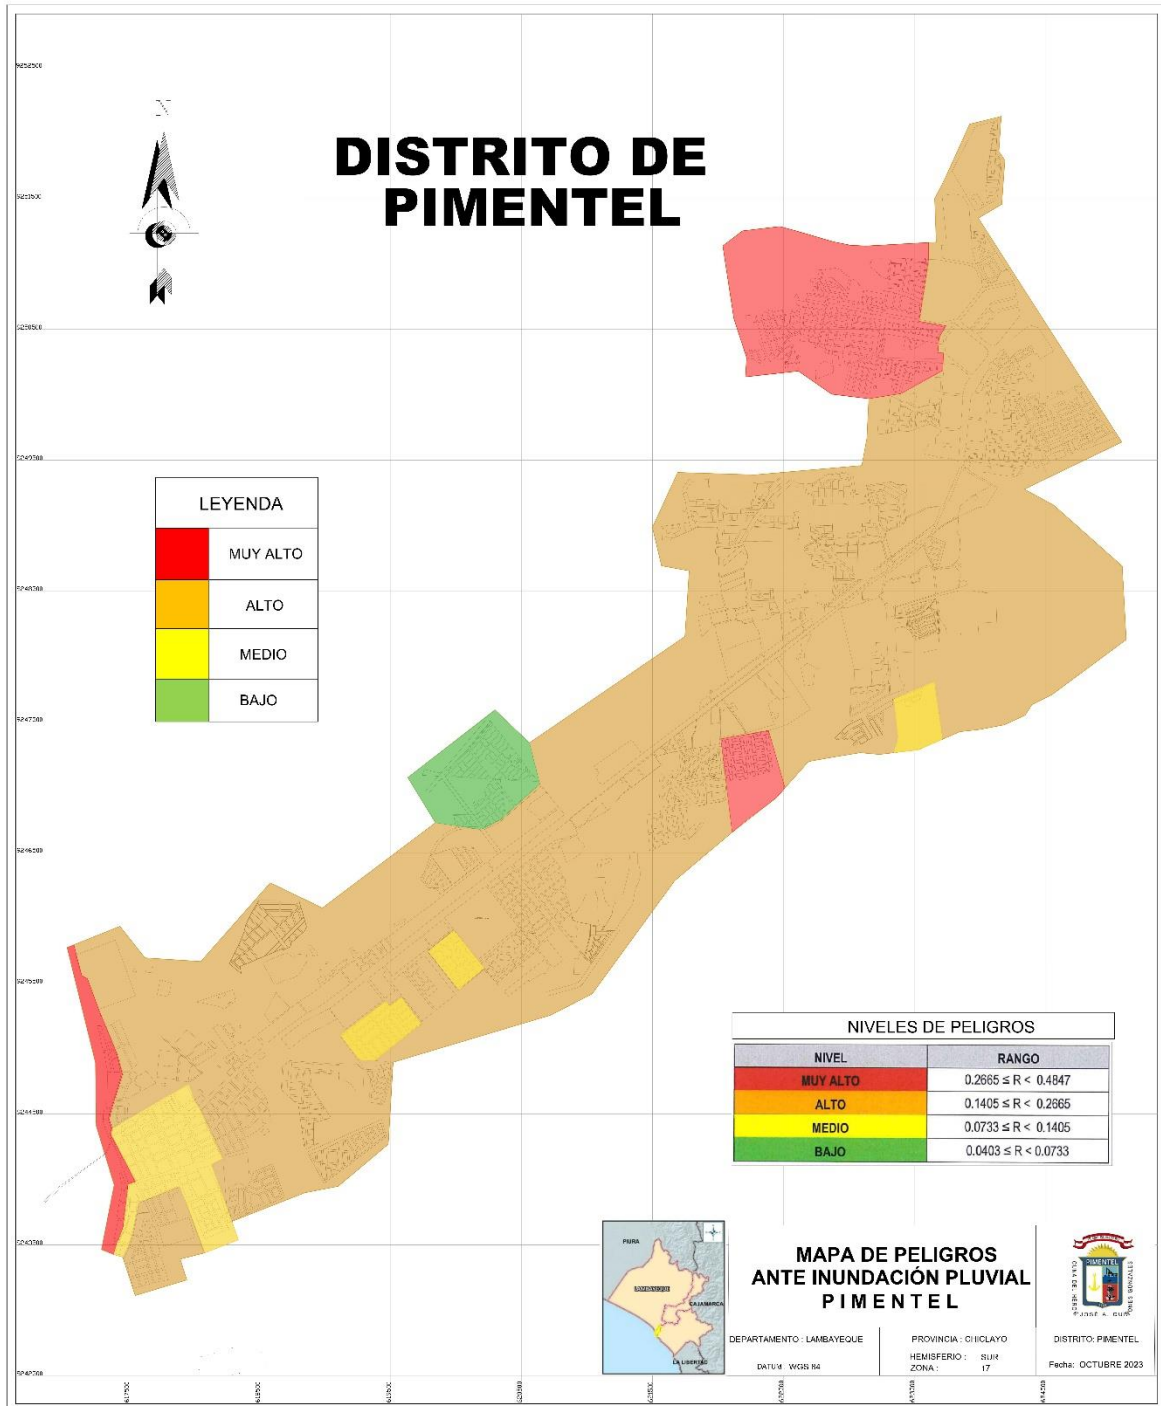 N
DISTRITO DE
PIMENTEL
LEYENDA
MUY ALTO
ALTO
MEDIO
BAJO
NIVELES DE PELIGROS
NIVEL RANGO
MUY ALTO 0.2665 ≤ R < 0.4847
ALTO 0.1405 ≤ R < 0.2665
MEDIO 0.0733 ≤ R < 0.1405
BAJO 0.0403 ≤ R < 0.0733
PIURA
LAMBAYEQUE
CAJAMARCA
LA LIBERTAD
MAPA DE PELIGROS
ANTE INUNDACIÓN PLUVIAL
PIMENTEL
PIMENTEL
DEPARTAMENTO : LAMBAYEQUE
DATUM: WGS 84
PROVINCIA : CHICLAYO
HEMISFERIO : SUR
ZONA : 17
DISTRITO: PIMENTEL
Fecha: OCTUBRE 2023